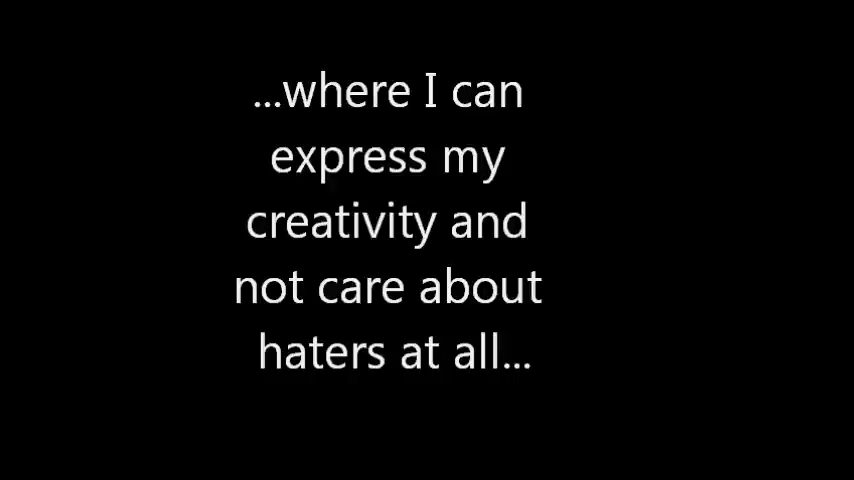 ...where I can
express my
creativity and
not care about
haters at all...